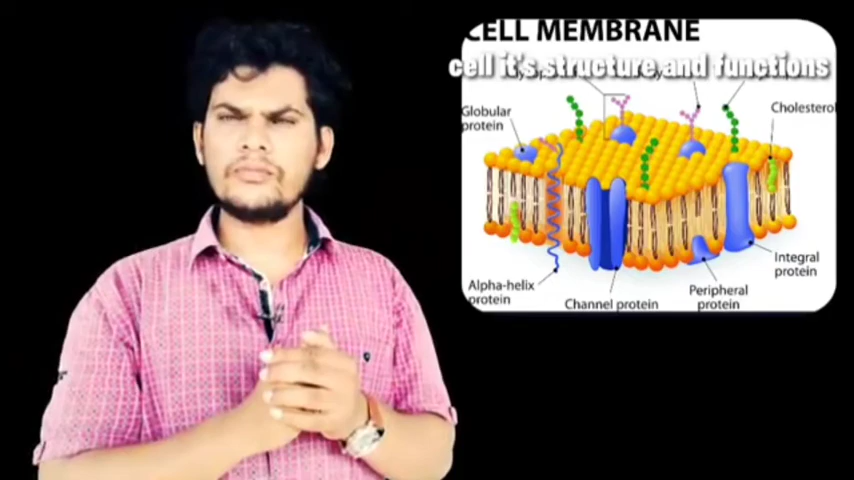 CELL MEMBRANE
cell it's structure and functions
Globular
protein
Cholesterol
Alpha-helix
protein
Channel protein
Peripheral
protein
Integral
protein